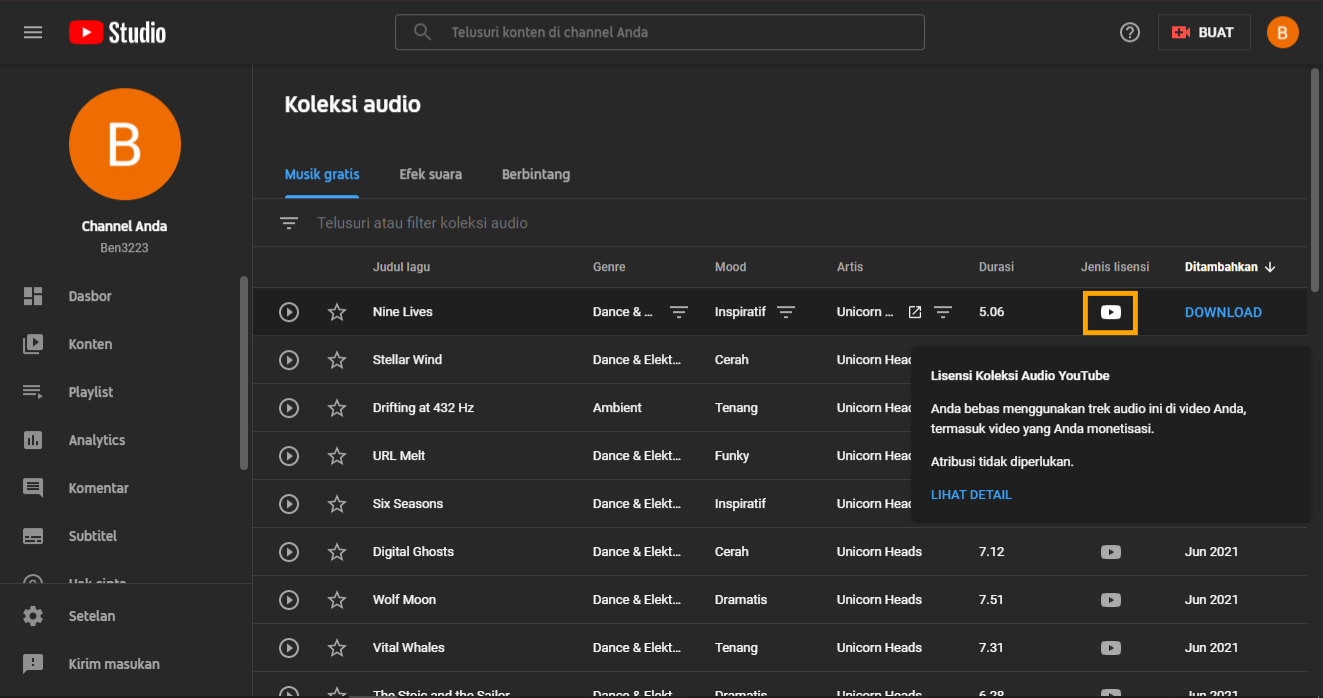 Studio
Telusuri konten di channel Anda
BUAT
B
B
Channel Anda
Ben3223
Dasbor
Konten
Playlist
Analytics
Komentar
Subtitel
Hak cipta
Setelan
Kirim masukan
Koleksi audio
Musik gratis Efek suara Berbintang
Telusuri atau filter koleksi audio
Judul lagu Genre Mood Artis Durasi Jenis lisensi Ditambahkan
Nine Lives Dance & ... Inspiratif Unicorn ... 5.06 DOWNLOAD
Stellar Wind Dance & Elekt... Cerah Unicorn Head
Drifting at 432 Hz Ambient Tenang Unicorn Head
URL Melt Dance & Elekt... Funky Unicorn Head
Six Seasons Dance & Elekt... Inspiratif Unicorn Head
Lisensi Koleksi Audio YouTube
Anda bebas menggunakan trek audio ini di video Anda,
termasuk video yang Anda monetisasi.
Atribusi tidak diperlukan.
LIHAT DETAIL
Digital Ghosts Dance & Elekt... Cerah Unicorn Heads 7.12 Jun 2021
Wolf Moon Dance & Elekt... Dramatis Unicorn Heads 7.51 Jun 2021
Vital Whales Dance & Elekt... Tenang Unicorn Heads 7.31 Jun 2021
The Stoic and the Sailor Dance & Elekt... Dramatis Unicorn Heads 6.28 Jun 2021